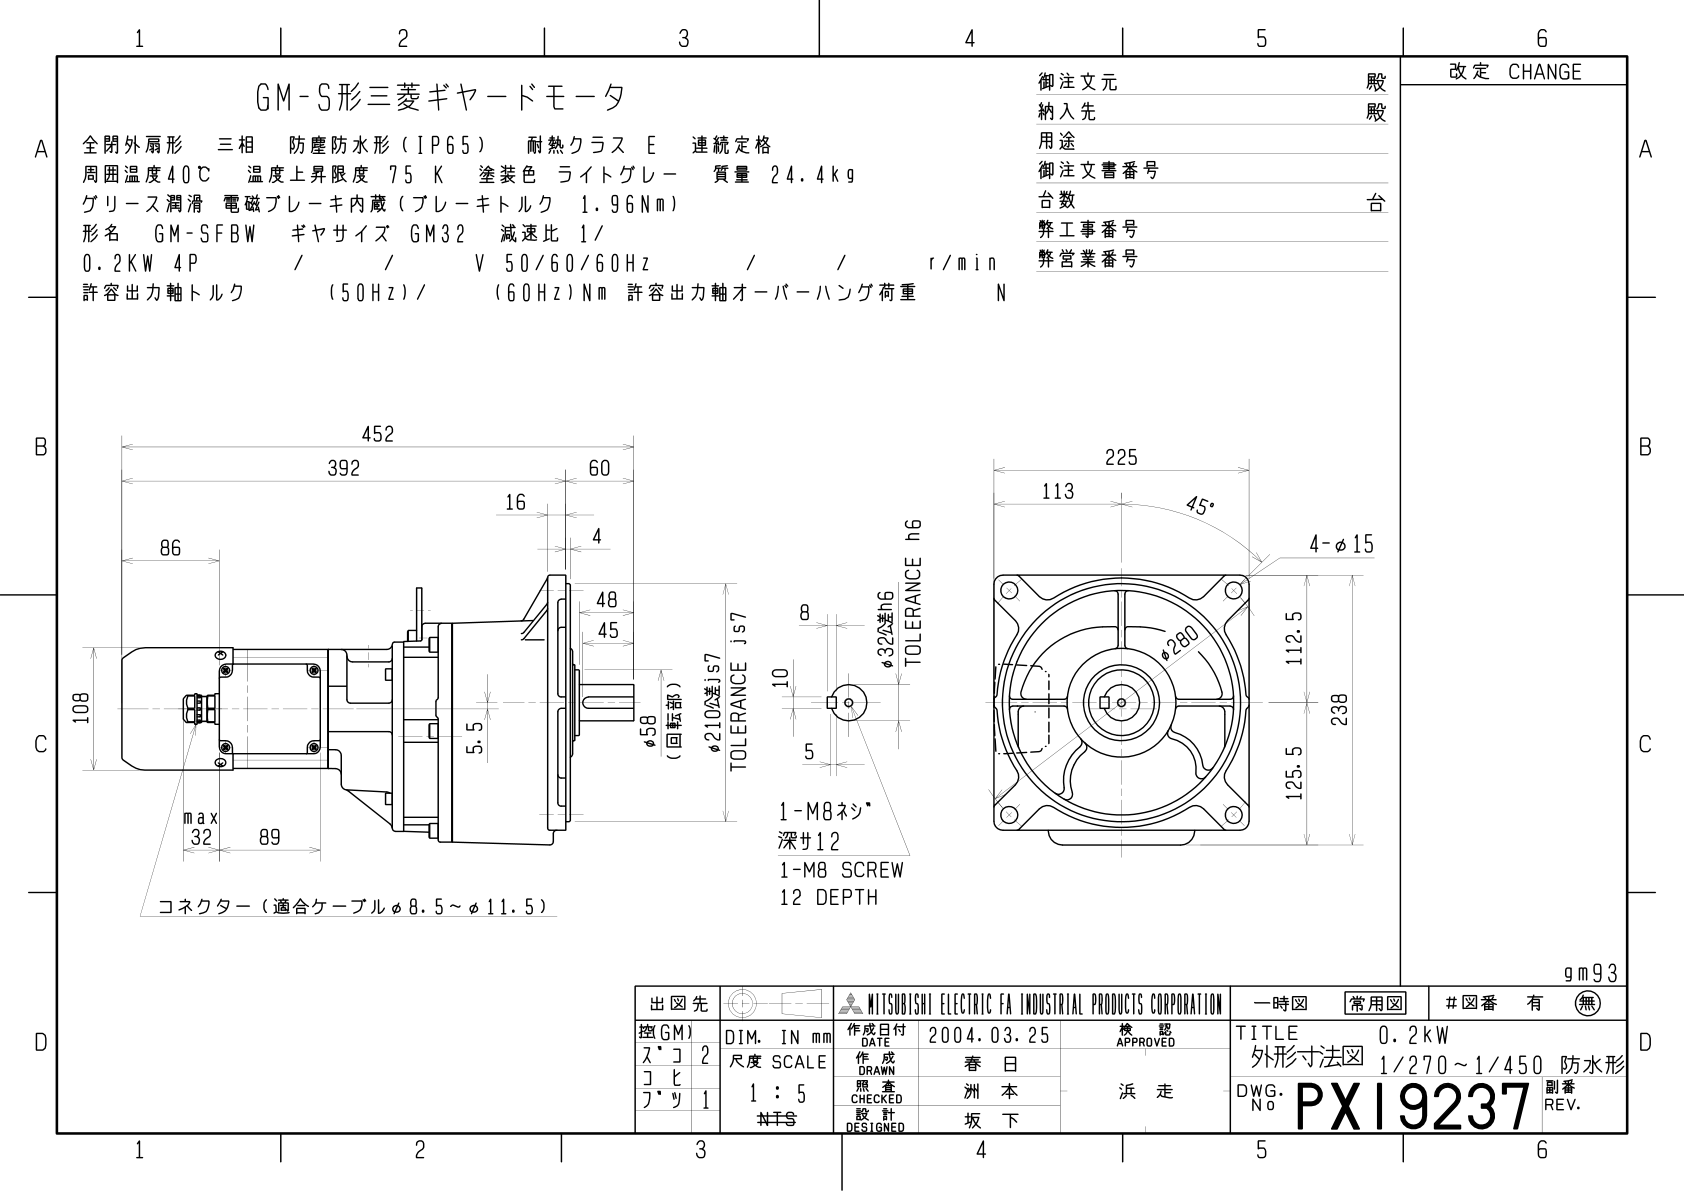 1 2 3 4 5 6
改定 CHANGE
GM-S形三菱ギヤードモータ
全閉外扇形 三相 防塵防水形(IP65) 耐熱クラス E 連続定格
周囲温度40℃ 温度上昇限度 75 K 塗装色 ライトグレー 質量 24.4kg
グリース潤滑 電磁ブレーキ内蔵(ブレーキトルク 1.96Nm)
形名 GM-SFBW ギヤサイズ GM32 減速比 1/
0.2KW 4P / / V 50/60/60Hz / / r/min
許容出力軸トルク (50Hz)/ (60Hz)Nm 許容出力軸オーバーハング荷重 N
御注文元 殿
納入先 殿
用途
御注文書番号
台数 台
弊工事番号
弊営業番号
A A
B B
C C
D D
452
392 60
16
4
86
48
45
108
5.5
φ58
(回転部)
φ210公差js7
TOLERANCE js7
max
32 89
コネクター(適合ケーブルφ8.5~φ11.5)
8
10
5
φ32公差h6
TOLERANCE h6
1-M8ネジ
深サ12
1-M8 SCREW
12 DEPTH
225
113
45°
4-φ15
φ280
112.5
238
125.5
gm93
出図先
控(GM)
スﾞコ 2
コヒ
ブツ 1
DIM. IN mm
尺度 SCALE
1 : 5
NTS
MITSUBISHI ELECTRIC FA INDUSTRIAL PRODUCTS CORPORATION
作成日付
DATE
2004.03.25
検 認
APPROVED
作 成
DRAWN
春 日
照 査
CHECKED
洲 本
浜 走
設 計
DESIGNED
坂 下
一時図 常用図 #図番 有 無
TITLE 0.2kW
外形寸法図 1/270~1/450 防水形
DWG.
No
PX19237
副番
REV.
1 2 3 4 5 6